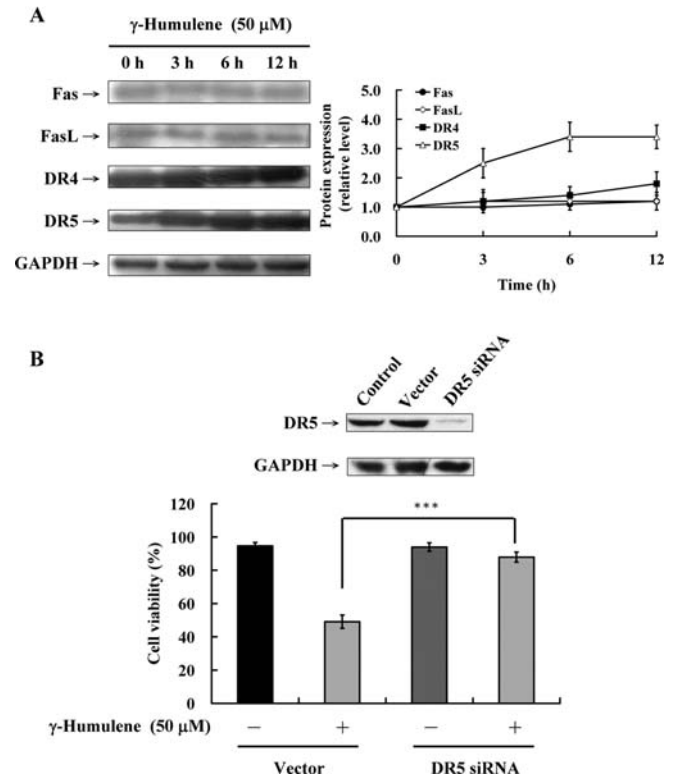 A
γ-Humulene (50 μM)
0 h 3 h 6 h 12 h
Fas →
FasL →
DR4 →
DR5 →
GAPDH →
Protein expression
(relative level)
5.0
4.0
3.0
2.0
1.0
0.0
Fas
FasL
DR4
DR5
0 3 6 12
Time (h)
B
Control Vector DR5 siRNA
DR5 →
GAPDH →
Cell viability (%)
120
100
80
60
40
20
0
***
γ-Humulene (50 μM) − + − +
Vector DR5 siRNA